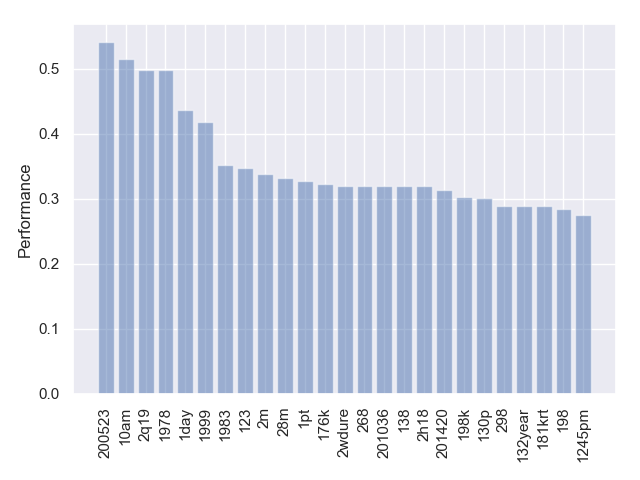 Performance
0.5
0.4
0.3
0.2
0.1
0.0
200523
10am
2q19
1978
1day
1999
1983
123
2m
28m
1pt
176k
2wdure
268
201036
138
2h18
201420
198k
130p
298
132year
181krt
198
1245pm